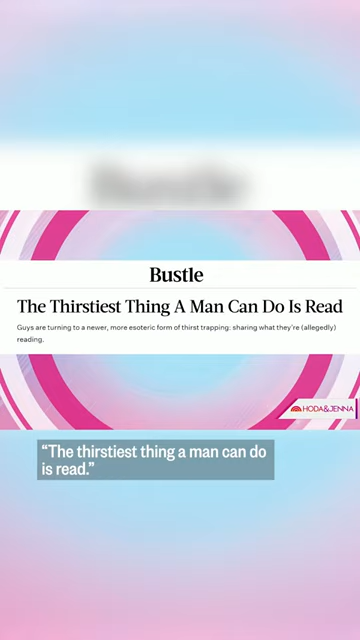 Bustle
Bustle
The Thirstiest Thing A Man Can Do Is Read
Guys are turning to a newer, more esoteric form of thirst trapping: sharing what they're (allegedly)
reading.
HODA&JENNA
“The thirstiest thing a man can do
is read.”